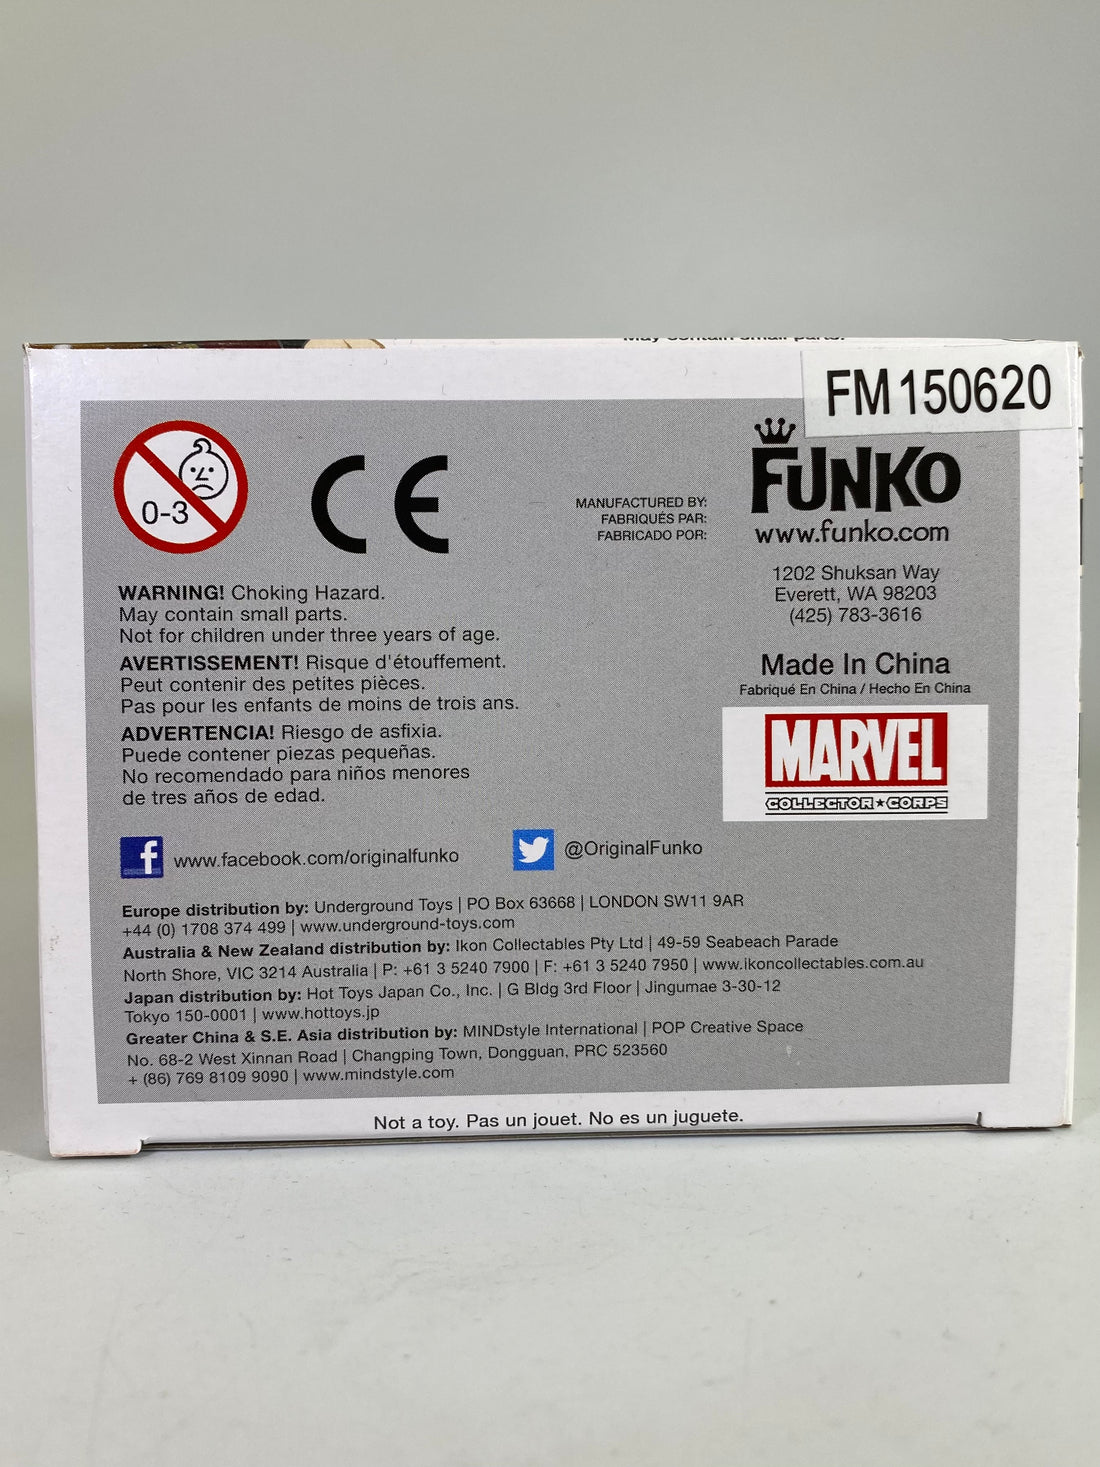 May contain small parts.
FM150620
0-3
CE
MANUFACTURED BY:
FABRIQUÉS PAR:
FABRICADO POR:
FUNKO
www.funko.com
1202 Shuksan Way
Everett, WA 98203
(425) 783-3616
WARNING! Choking Hazard.
May contain small parts.
Not for children under three years of age.
AVERTISSEMENT! Risque d'étouffement.
Peut contenir des petites pièces.
Pas pour les enfants de moins de trois ans.
ADVERTENCIA! Riesgo de asfixia.
Puede contener piezas pequeñas.
No recomendado para niños menores
de tres años de edad.
Made In China
Fabriqué En China / Hecho En China
MARVEL
COLLECTOR★CORPS
www.facebook.com/originalfunko
@OriginalFunko
Europe distribution by: Underground Toys | PO Box 63668 | LONDON SW11 9AR
+44 (0) 1708 374 499 | www.underground-toys.com
Australia & New Zealand distribution by: Ikon Collectables Pty Ltd | 49-59 Seabeach Parade
North Shore, VIC 3214 Australia | P: +61 3 5240 7900 | F: +61 3 5240 7950 | www.ikoncollectables.com.au
Japan distribution by: Hot Toys Japan Co., Inc. | G Bldg 3rd Floor | Jingumae 3-30-12
Tokyo 150-0001 | www.hottoys.jp
Greater China & S.E. Asia distribution by: MINDstyle International | POP Creative Space
No. 68-2 West Xinnan Road | Changping Town, Dongguan, PRC 523560
+ (86) 769 8109 9090 | www.mindstyle.com
Not a toy. Pas un jouet. No es un juguete.